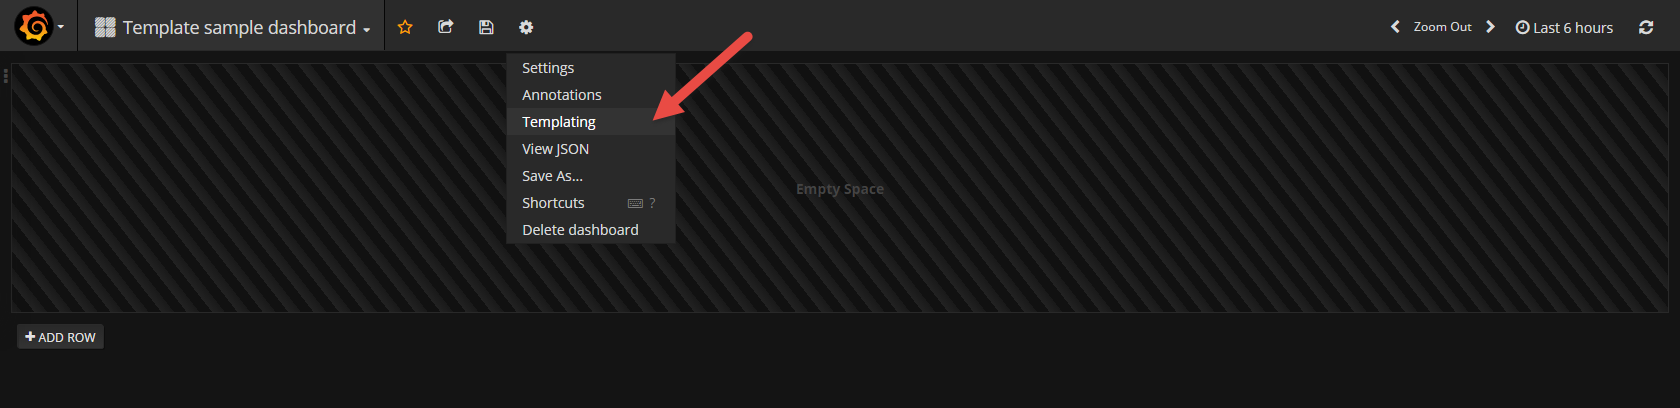 Template sample dashboard
Zoom Out
Last 6 hours
Settings
Annotations
Templating
View JSON
Save As...
Shortcuts ?
Delete dashboard
Empty Space
+ ADD ROW